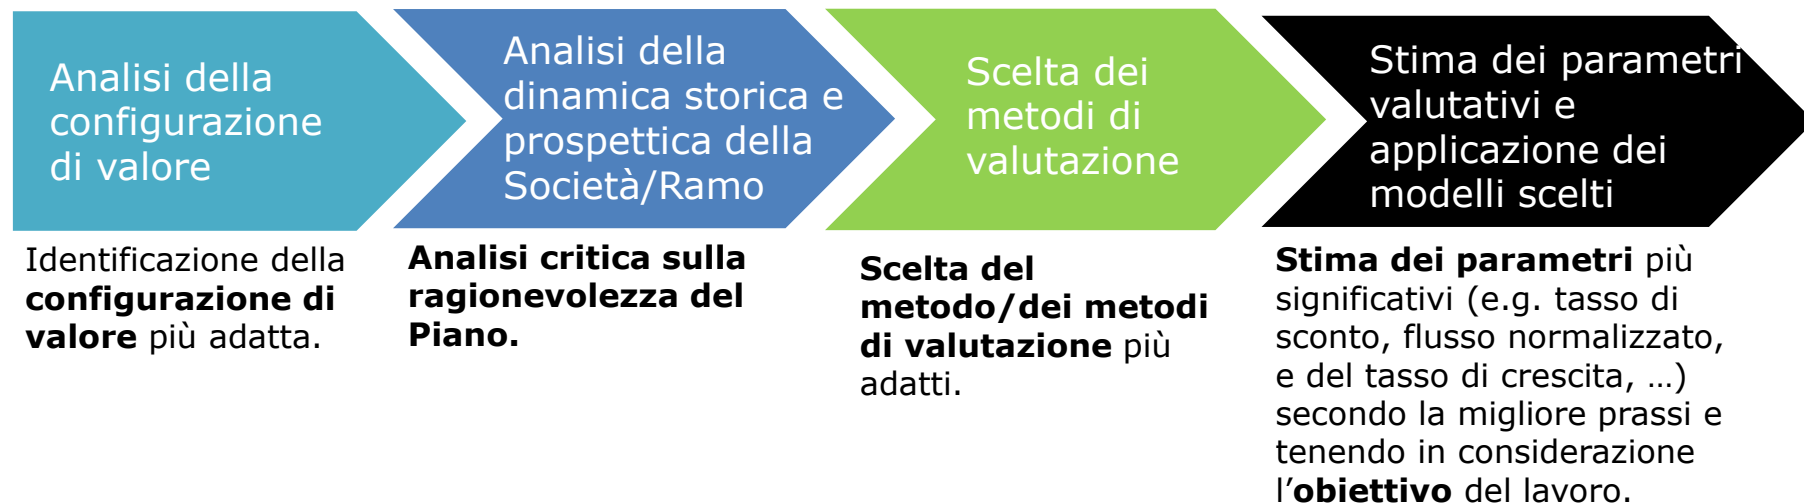 Analisi della
configurazione
di valore
Analisi della
dinamica storica e
prospettica della
Società/Ramo
Scelta dei
metodi di
valutazione
Stima dei parametri
valutativi e
applicazione dei
modelli scelti
Identificazione della
configurazione di
valore più adatta.
Analisi critica sulla
ragionevolezza del
Piano.
Scelta del
metodo/dei metodi
di valutazione più
adatti.
Stima dei parametri più
significativi (e.g. tasso di
sconto, flusso normalizzato,
e del tasso di crescita, …)
secondo la migliore prassi e
tenendo in considerazione
l’obiettivo del lavoro.